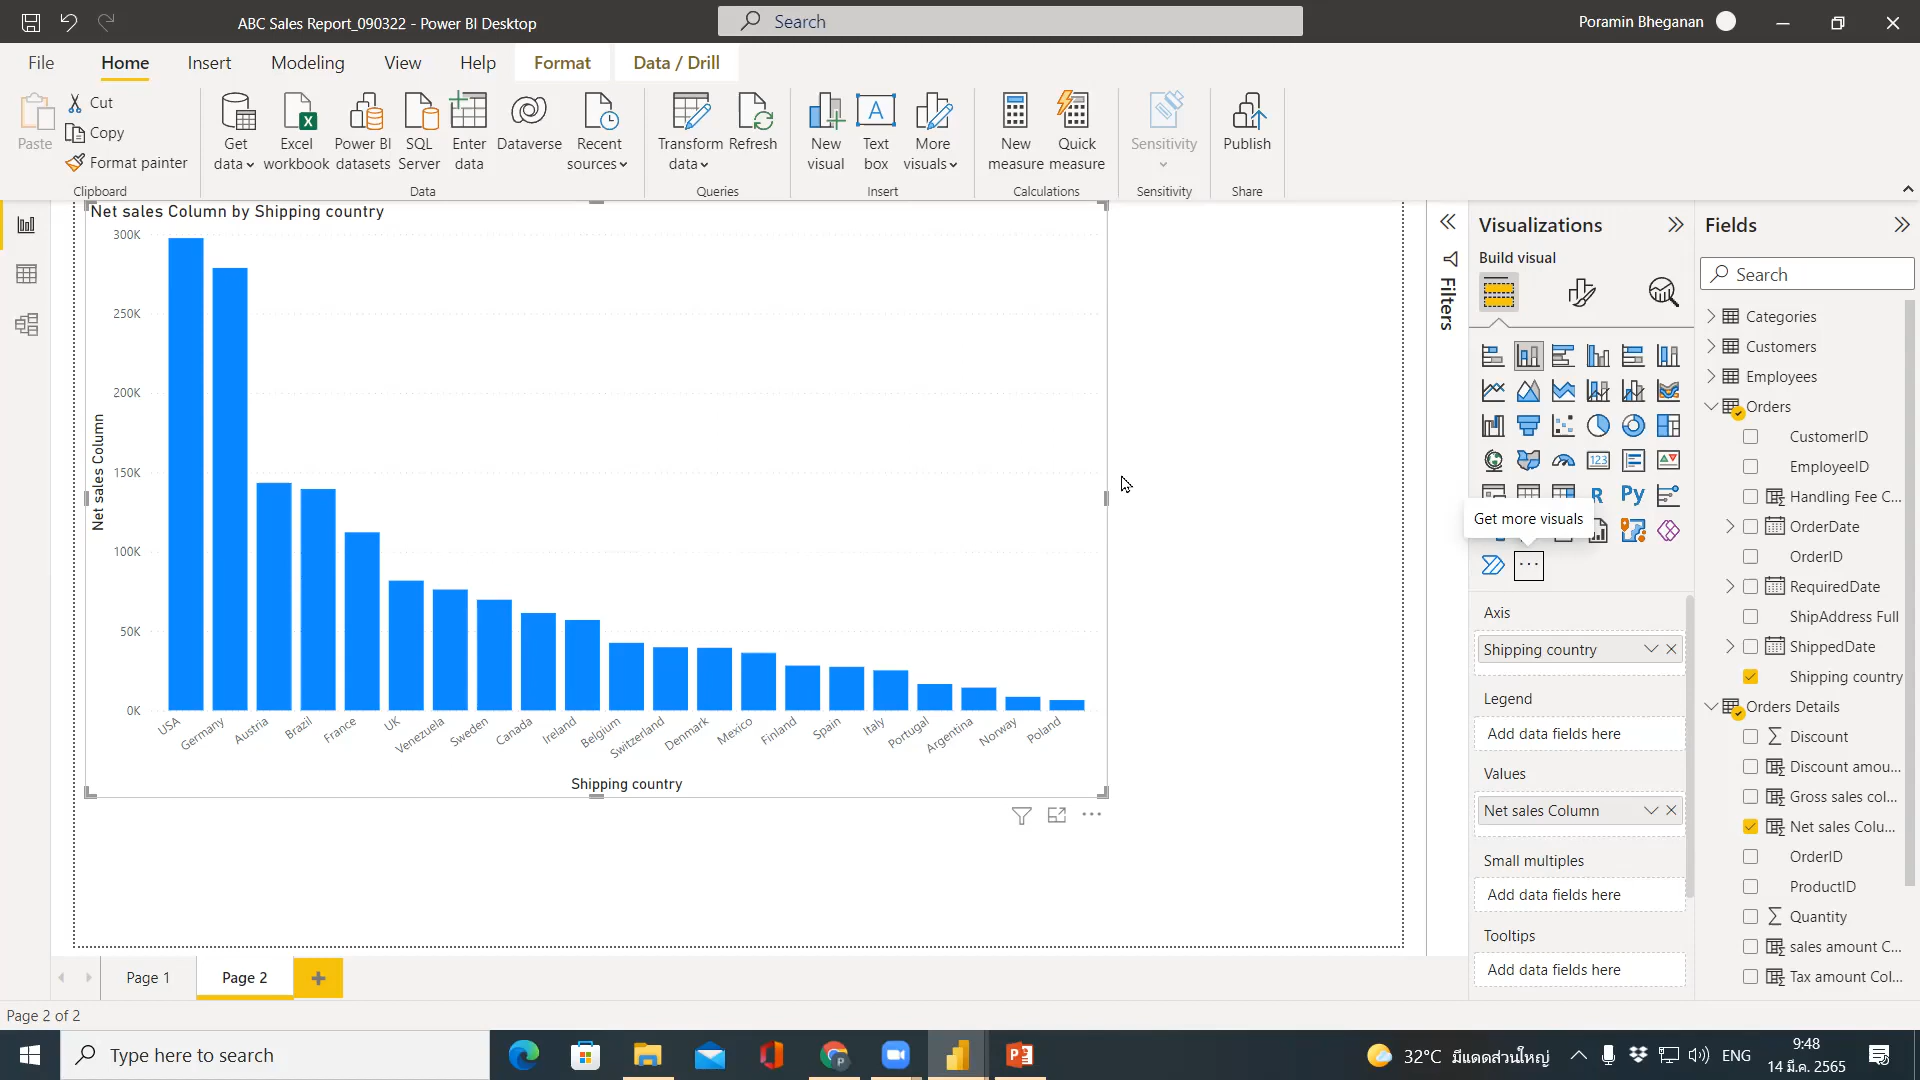 ABC Sales Report_090322 - Power BI Desktop
Search
Poramin Bheganan
File
Home
Insert
Modeling
View
Help
Format
Data / Drill
Paste
Cut
Copy
Format painter
Clipboard
Get data
Excel workbook
Power BI datasets
SQL Server
Enter data
Dataverse
Recent sources
Data
Transform data
Refresh
Queries
New visual
A
Text box
More visuals
Insert
New measure
Quick measure
Calculations
Sensitivity
Sensitivity
Publish
Share
Net sales Column by Shipping country
300K
250K
200K
150K
100K
50K
0K
Net sales Column
USA
Germany
Austria
Brazil
France
UK
Venezuela
Sweden
Canada
Ireland
Belgium
Switzerland
Denmark
Mexico
Finland
Spain
Italy
Portugal
Argentina
Norway
Poland
Shipping country
Filters
Visualizations
Build visual
123
R
Py
Get more visuals
Axis
Shipping country
Legend
Add data fields here
Values
Net sales Column
Small multiples
Add data fields here
Tooltips
Add data fields here
Fields
Search
Categories
Customers
Employees
Orders
CustomerID
EmployeeID
Handling Fee C...
OrderDate
OrderID
RequiredDate
ShipAddress Full
ShippedDate
Shipping country
Orders Details
Discount
Discount amou...
Gross sales col...
Net sales Colu...
OrderID
ProductID
Quantity
sales amount C...
Tax amount Col...
Page 1
Page 2
Page 2 of 2
Type here to search
32°C มีแดดส่วนใหญ่
ENG
9:48
14 มี.ค. 2565